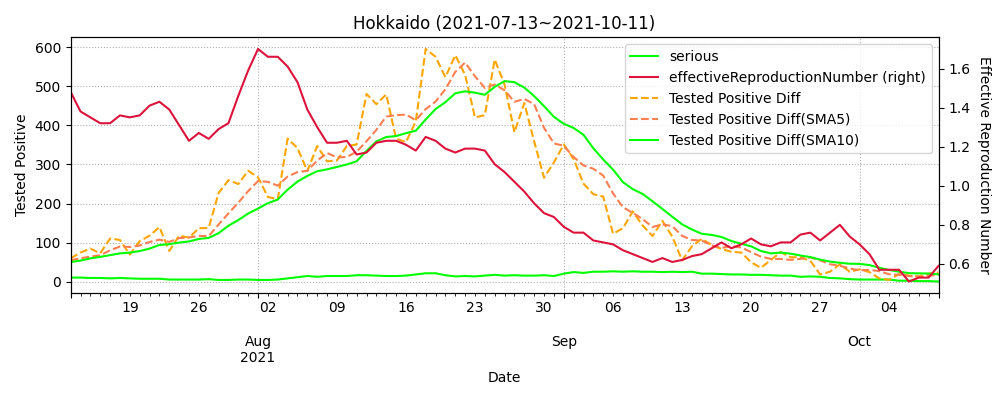 Hokkaido (2021-07-13~2021-10-11)
600
500
400
300
200
100
0
Tested Positive
serious
effectiveReproductionNumber (right)
Tested Positive Diff
Tested Positive Diff(SMA5)
Tested Positive Diff(SMA10)
1.6
1.4
1.2
1.0
0.8
0.6
Effective Reproduction Number
19 26 02 09 16 23 30 06 13 20 27 04
Aug Sep Oct
2021
Date